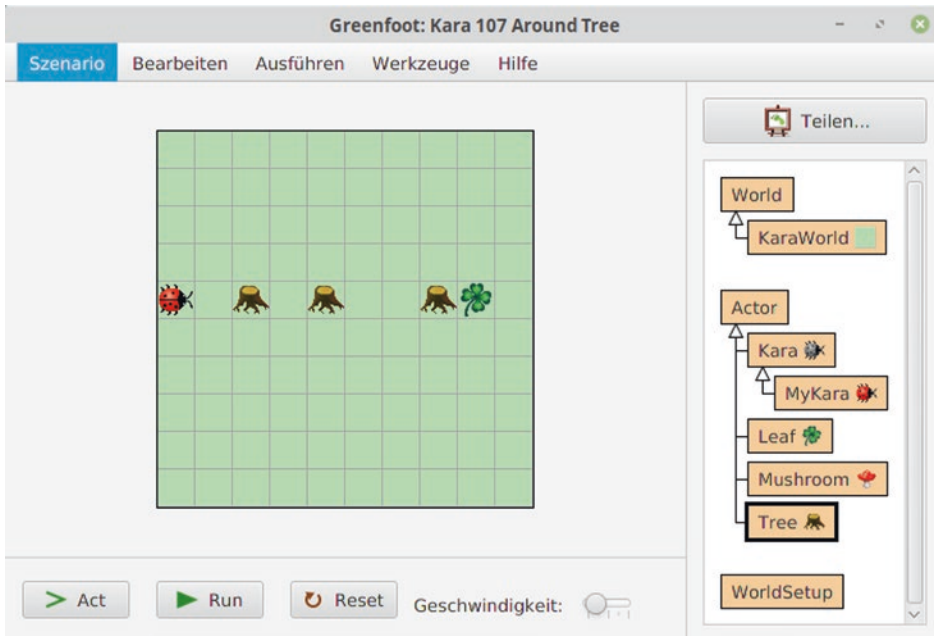 Greenfoot: Kara 107 Around Tree
Szenario Bearbeiten Ausführen Werkzeuge Hilfe
Teilen...
World
KaraWorld
Actor
Kara
MyKara
Leaf
Mushroom
Tree
WorldSetup
Act Run Reset Geschwindigkeit: